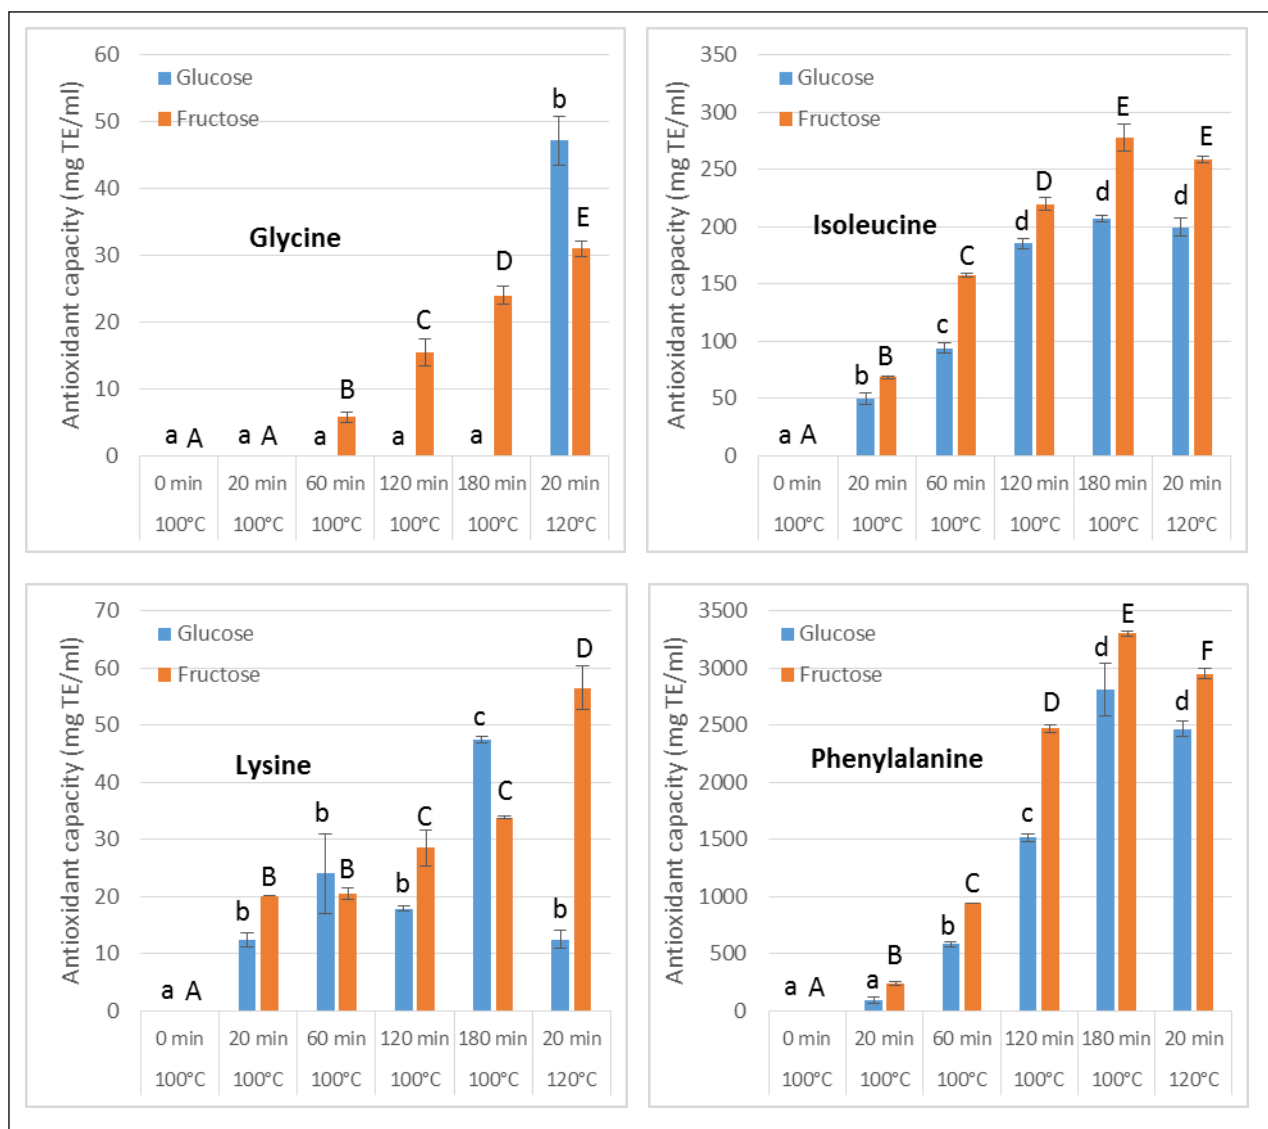 60
50
40
30
20
10
0
Antioxidant capacity (mg TE/ml)
Glucose
Fructose
Glycine
a A a A a B a C a D b E
0 min 20 min 60 min 120 min 180 min 20 min
100°C 100°C 100°C 100°C 100°C 120°C
350
300
250
200
150
100
50
0
Antioxidant capacity (mg TE/ml)
Glucose
Fructose
Isoleucine
a A b B c C d D d E d E
0 min 20 min 60 min 120 min 180 min 20 min
100°C 100°C 100°C 100°C 100°C 120°C
70
60
50
40
30
20
10
0
Antioxidant capacity (mg TE/ml)
Glucose
Fructose
Lysine
a A b B b B b C c C b D
0 min 20 min 60 min 120 min 180 min 20 min
100°C 100°C 100°C 100°C 100°C 120°C
3500
3000
2500
2000
1500
1000
500
0
Antioxidant capacity (mg TE/ml)
Glucose
Fructose
Phenylalanine
a A a B b C c D d E d F
0 min 20 min 60 min 120 min 180 min 20 min
100°C 100°C 100°C 100°C 100°C 120°C